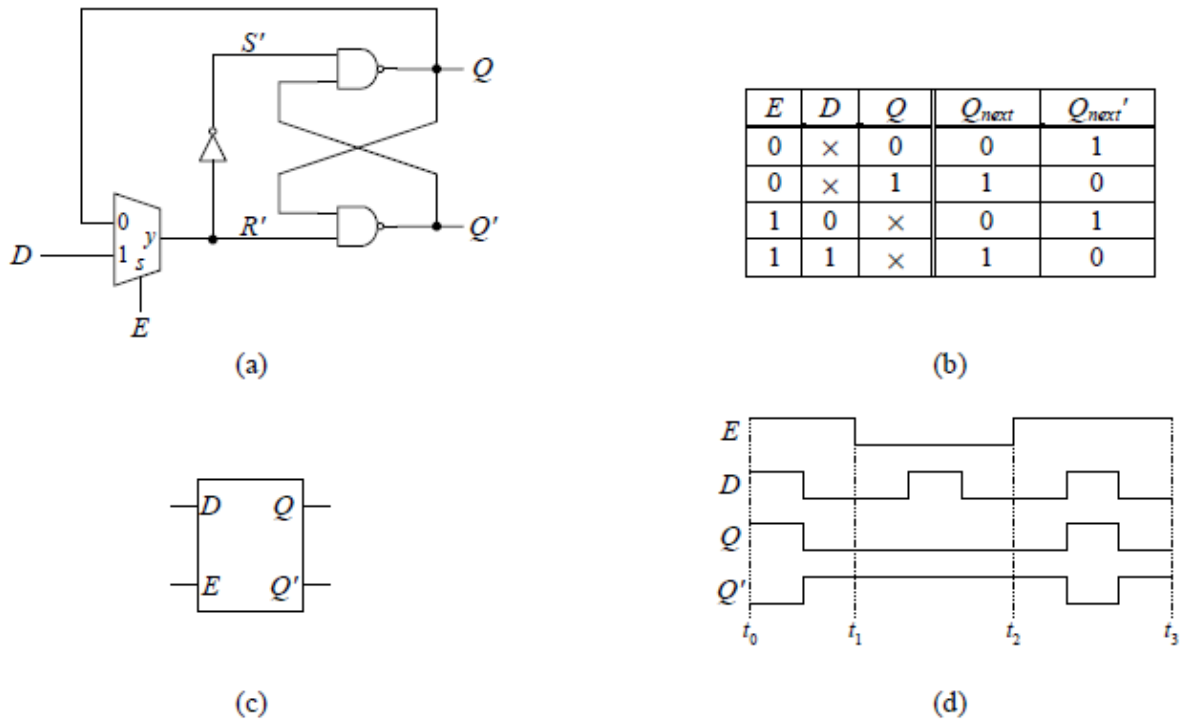 S'
Q
0
y
R'
Q'
D
1
s
E
(a)
E D Q Qnext Qnext'
0 × 0 0 1
0 × 1 1 0
1 0 × 0 1
1 1 × 1 0
(b)
D Q
E Q'
(c)
E
D
Q
Q'
t0 t1 t2 t3
(d)